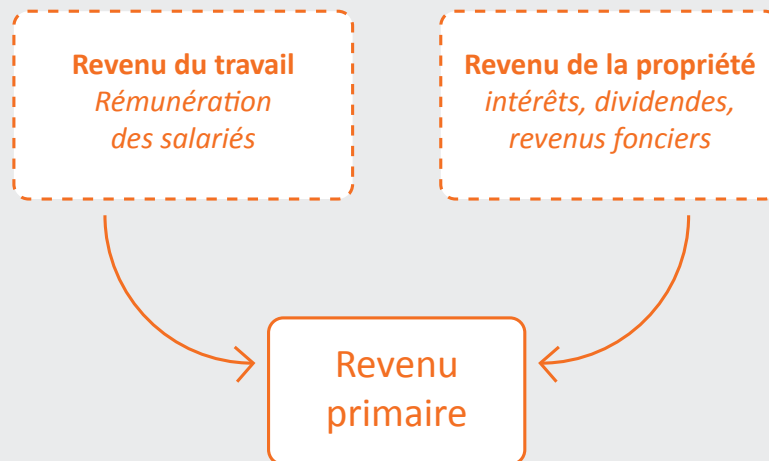 Revenu du travail
Rémunération
des salariés
Revenu de la propriété
intérêts, dividendes,
revenus fonciers
Revenu
primaire